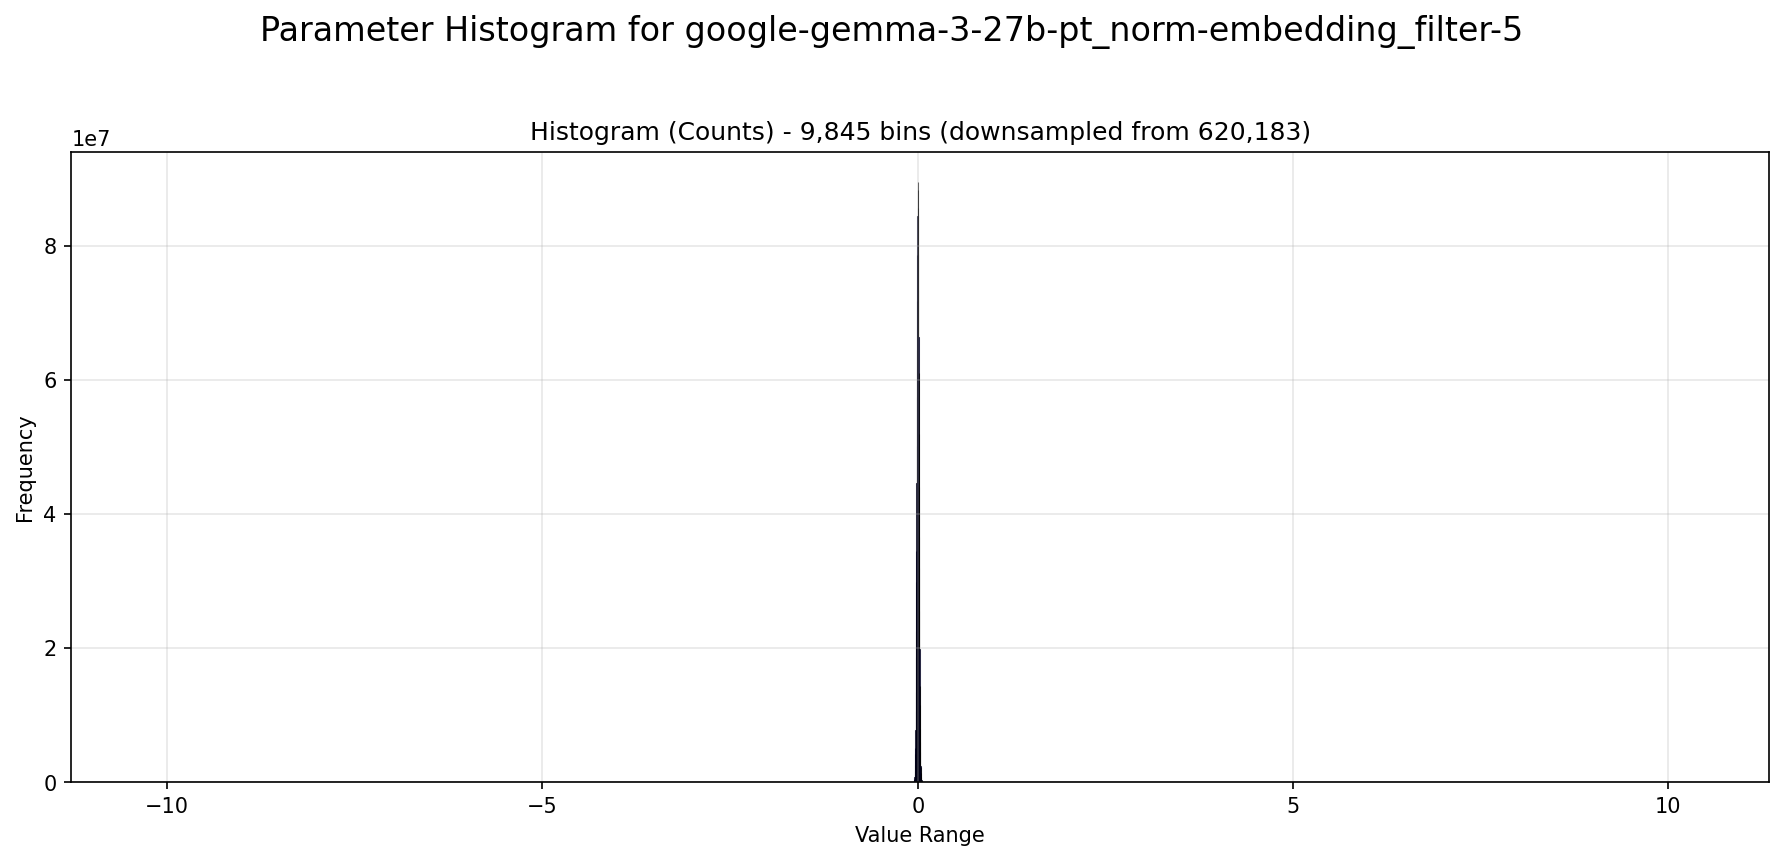 Parameter Histogram for google-gemma-3-27b-pt_norm-embedding_filter-5
Histogram (Counts) - 9,845 bins (downsampled from 620,183)
1e7
8
6
4
2
0
Frequency
−10
−5
0
5
10
Value Range